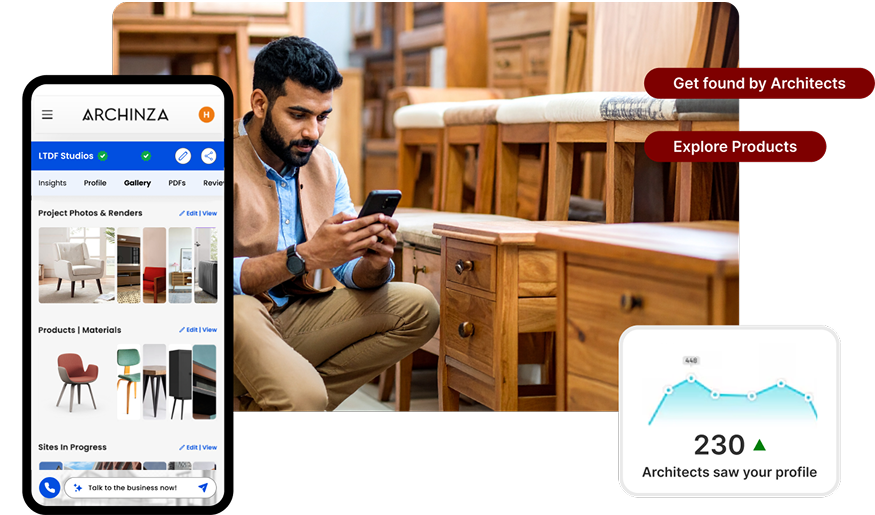 ARCHINZA
H
LTDF Studios
Insights Profile Gallery PDFs
Project Photos & Renders Edit | View
Products | Materials Edit | View
Sites In Progress Edit | View
Talk to the business now!
Get found by Architects
Explore Products
448
230
Architects saw your profile